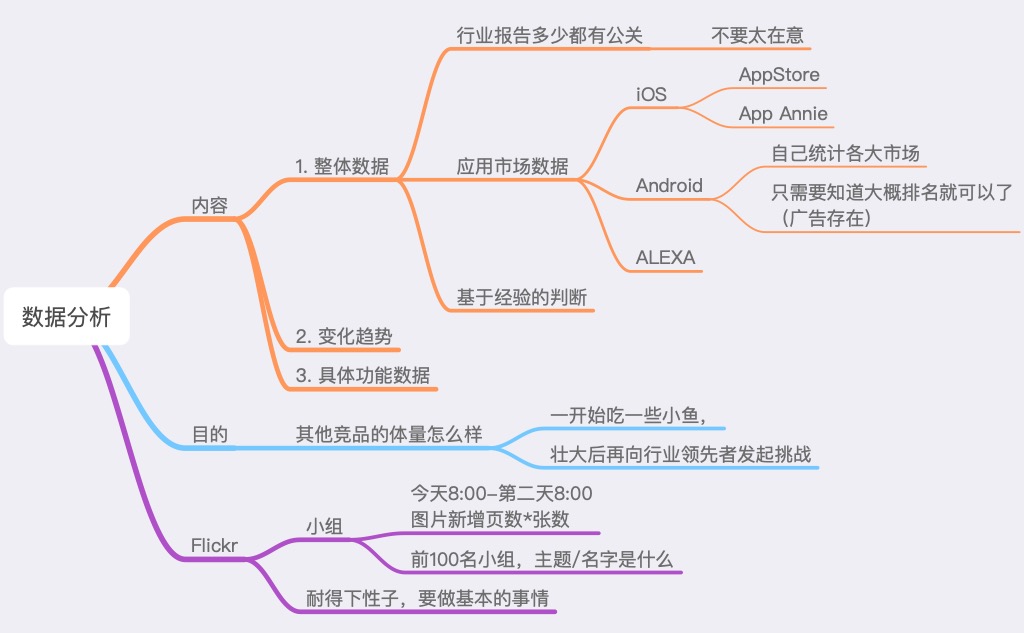 数据分析
内容
1. 整体数据
行业报告多少都有公关
不要太在意
应用市场数据
iOS
AppStore
App Annie
Android
自己统计各大市场
只需要知道大概排名就可以了
（广告存在）
ALEXA
基于经验的判断
2. 变化趋势
3. 具体功能数据
目的
其他竞品的体量怎么样
一开始吃一些小鱼，
壮大后再向行业领先者发起挑战
Flickr
小组
今天8:00-第二天8:00
图片新增页数*张数
前100名小组，主题/名字是什么
耐得下性子，要做基本的事情